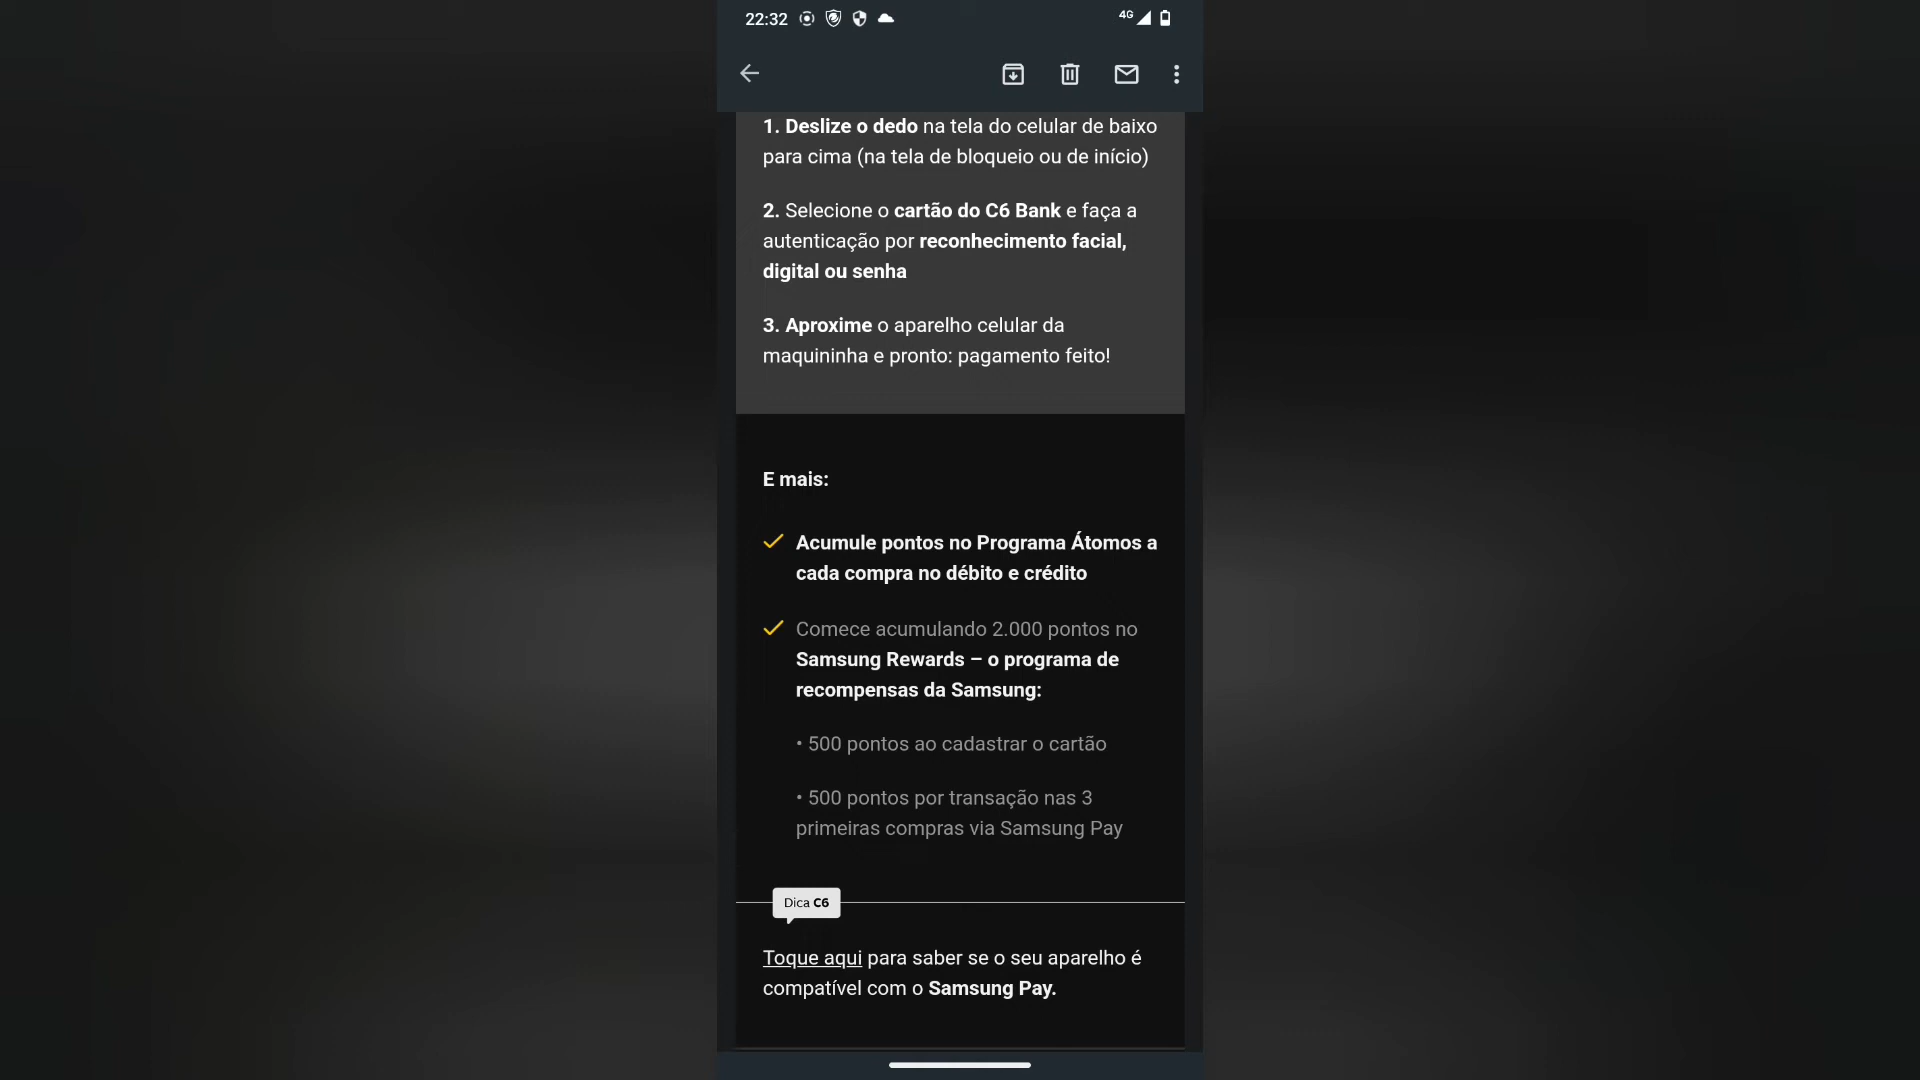 22:32
4G
1. Deslize o dedo na tela do celular de baixo
para cima (na tela de bloqueio ou de início)
2. Selecione o cartão do C6 Bank e faça a
autenticação por reconhecimento facial,
digital ou senha
3. Aproxime o aparelho celular da
maquininha e pronto: pagamento feito!
E mais:
Acumule pontos no Programa Átomos a
cada compra no débito e crédito
Comece acumulando 2.000 pontos no
Samsung Rewards – o programa de
recompensas da Samsung:
• 500 pontos ao cadastrar o cartão
• 500 pontos por transação nas 3
primeiras compras via Samsung Pay
Dica C6
Toque aqui para saber se o seu aparelho é
compatível com o Samsung Pay.